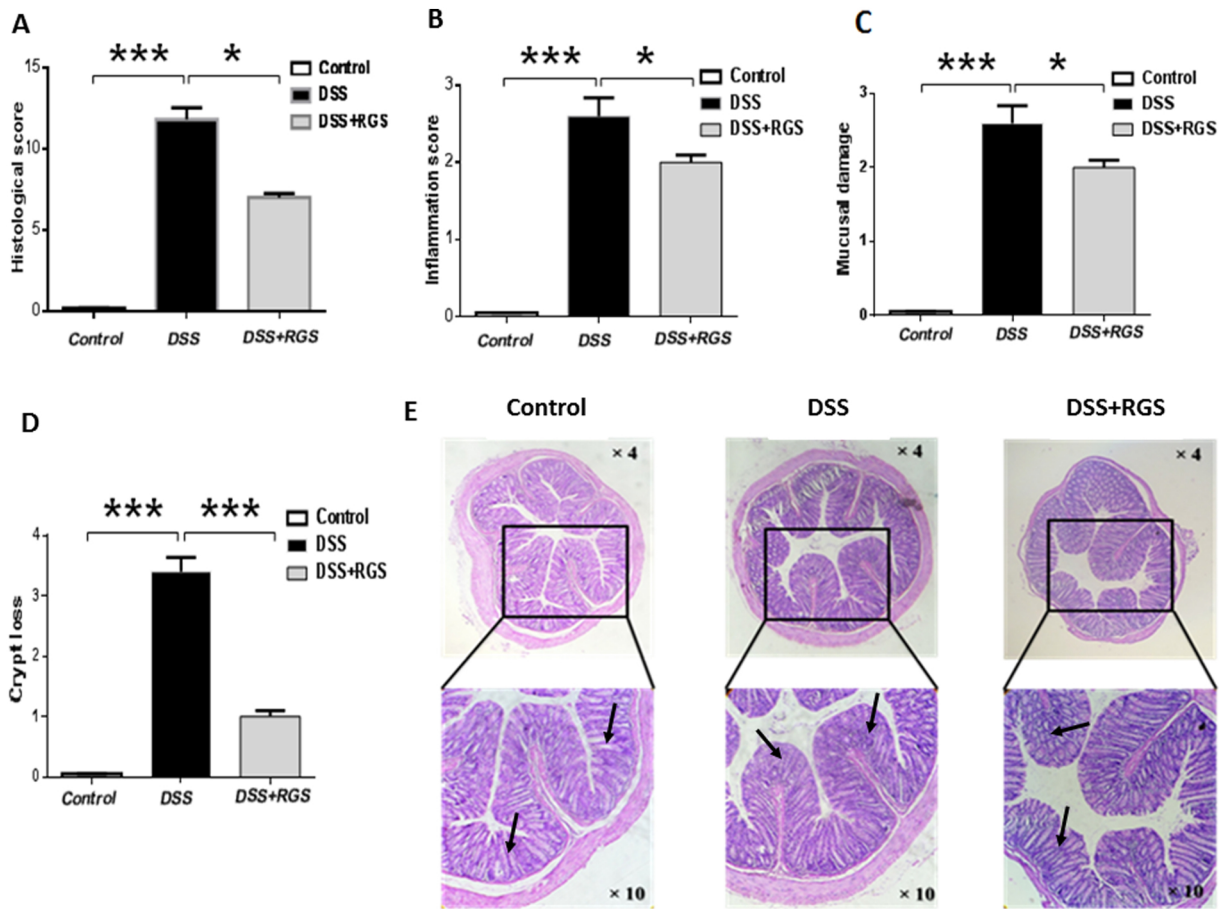 A
Histological score
15
10
5
0
*** *
Control
DSS
DSS+RGS
Control DSS DSS+RGS
B
Inflammation score
3
2
1
0
*** *
Control
DSS
DSS+RGS
Control DSS DSS+RGS
C
Mucusal damage
3
2
1
0
*** *
Control
DSS
DSS+RGS
Control DSS DSS+RGS
D
Crypt loss
4
3
2
1
0
*** ***
Control
DSS
DSS+RGS
Control DSS DSS+RGS
E
Control DSS DSS+RGS
× 4 × 4 × 4
× 10 × 10 × 10